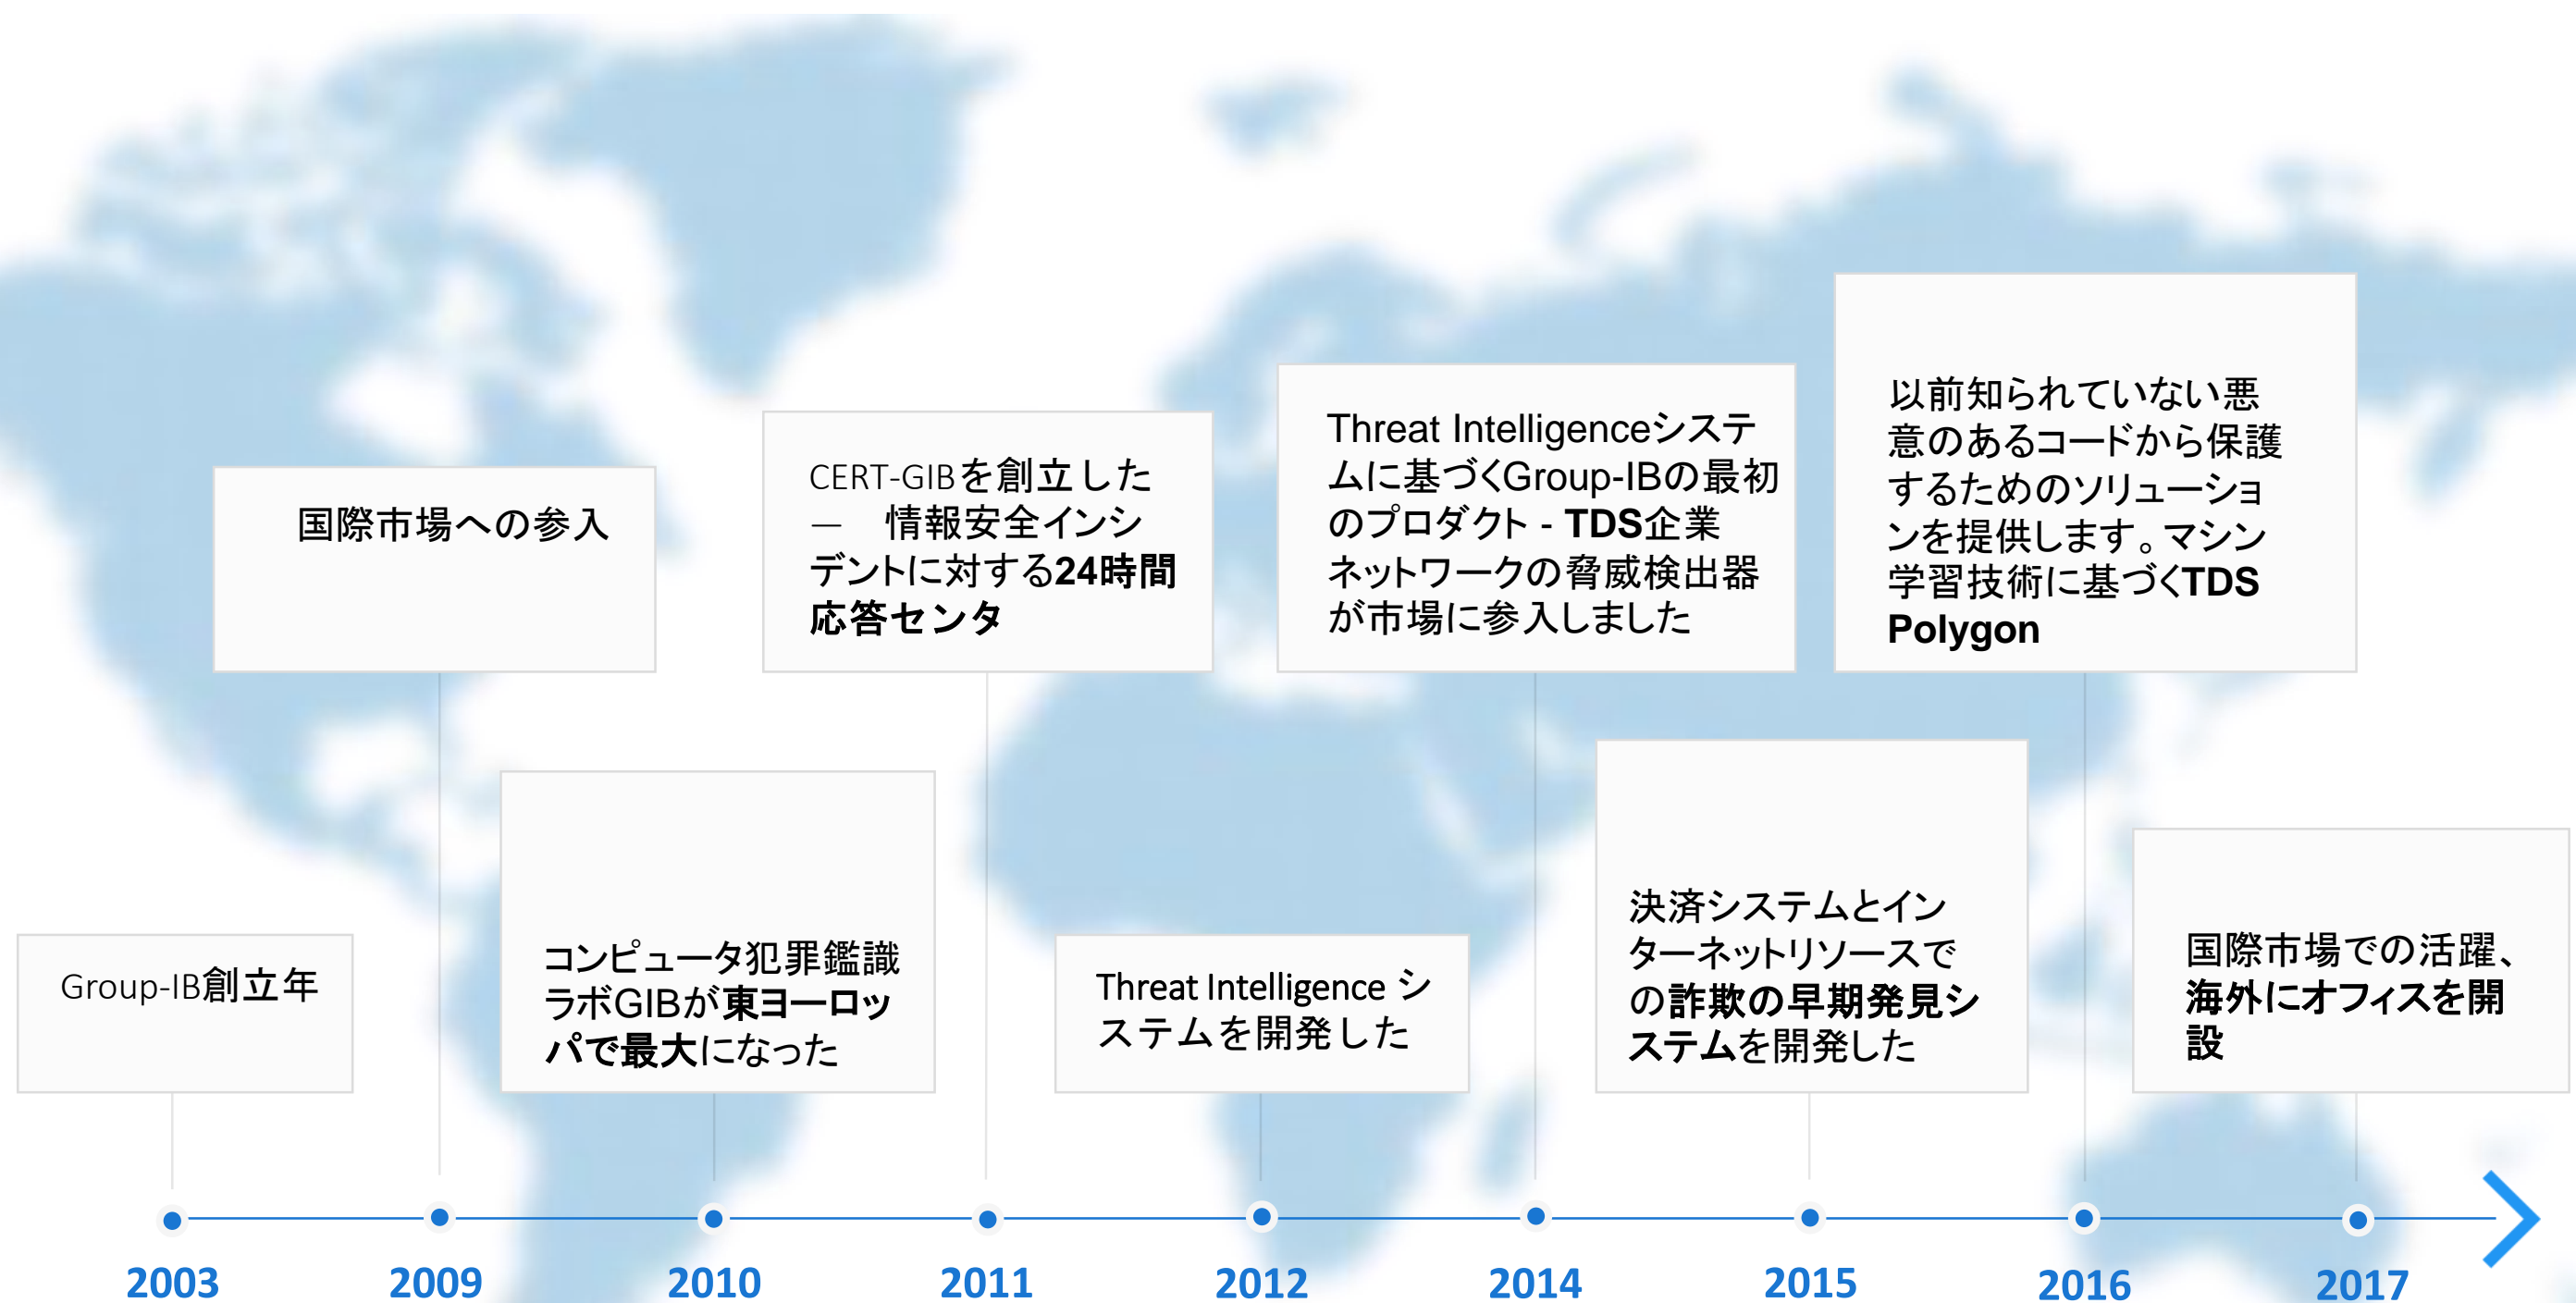 以前知られていない悪
意のあるコードから保護
するためのソリューショ
ンを提供します。マシン
学習技術に基づくTDS
Polygon
Threat Intelligenceシステ
ムに基づくGroup-IBの最初
のプロダクト - TDS企業
ネットワークの脅威検出器
が市場に参入しました
CERT-GIBを創立した
—　情報安全インシ
デントに対する24時間
応答センタ
国際市場への参入
決済システムとイン
ターネットリソースで
の詐欺の早期発見シ
ステムを開発した
国際市場での活躍、
海外にオフィスを開
設
コンピュータ犯罪鑑識
ラボGIBが東ヨーロッ
パで最大になった
Group-IB創立年
Threat Intelligence シ
ステムを開発した
2003 2009 2010 2011 2012 2014 2015 2016 2017